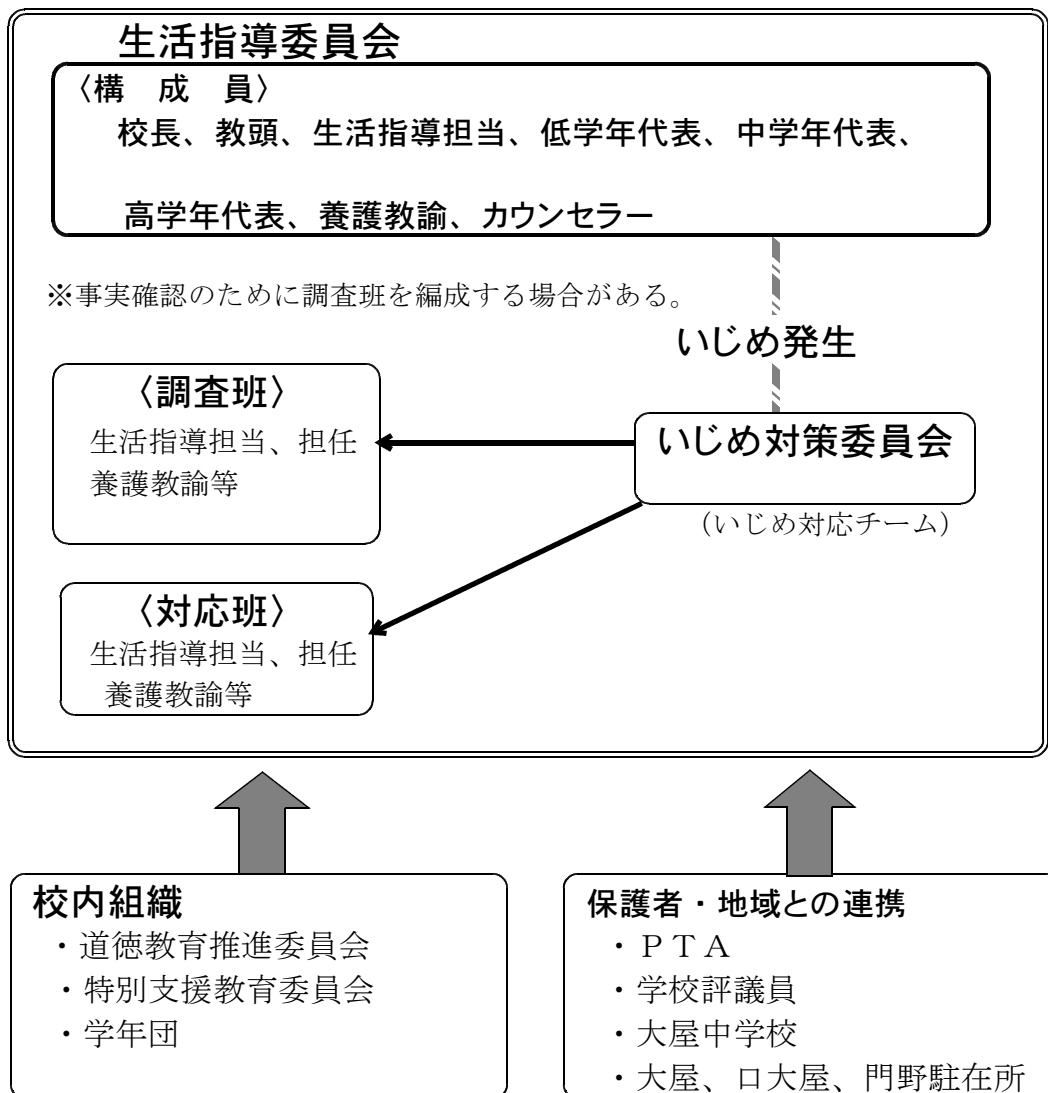 生活指導委員会
〈構　成　員〉
校長、教頭、生活指導担当、低学年代表、中学年代表、
高学年代表、養護教諭、カウンセラー
※事実確認のために調査班を編成する場合がある。
いじめ発生
〈調査班〉
生活指導担当、担任
養護教諭等
いじめ対策委員会
（いじめ対応チーム）
〈対応班〉
生活指導担当、担任
養護教諭等
校内組織
・道徳教育推進委員会
・特別支援教育委員会
・学年団
保護者・地域との連携
・ＰＴＡ
・学校評議員
・大屋中学校
・大屋、口大屋、門野駐在所